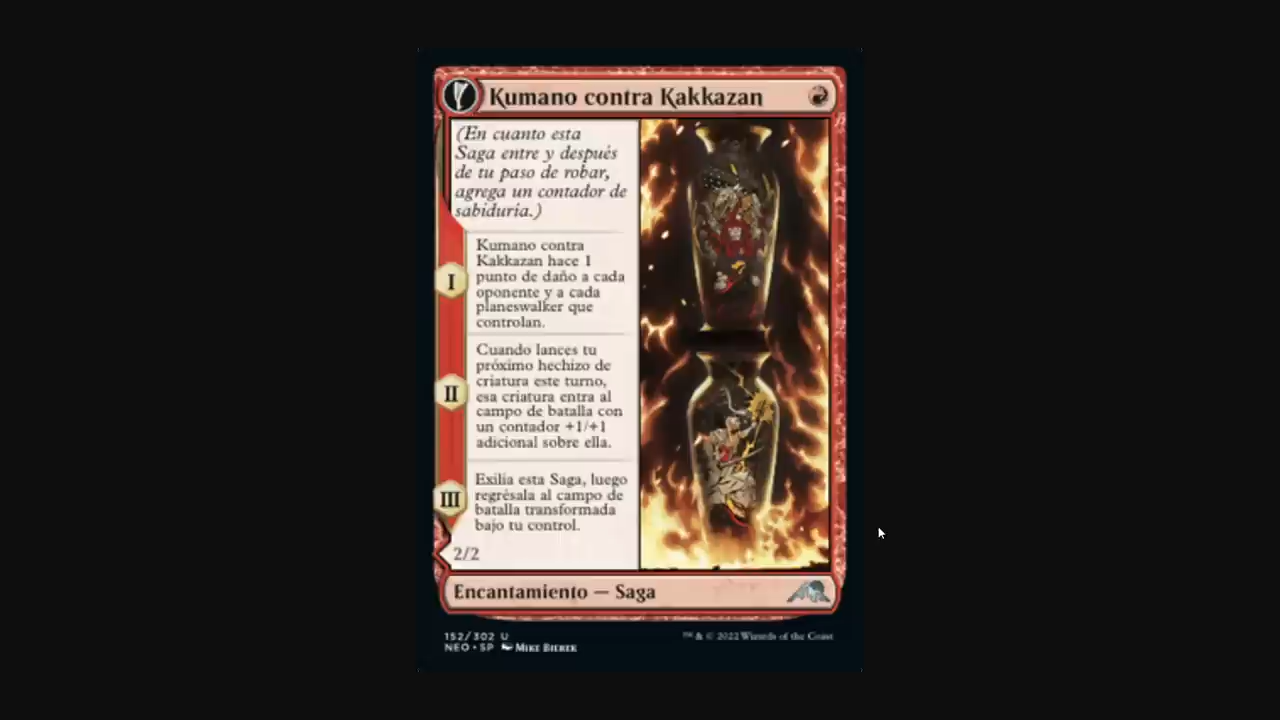 Kumano contra Kakkazan
(En cuanto esta
Saga entre y después
de tu paso de robar,
agrega un contador de
sabiduría.)
I
Kumano contra
Kakkazan hace 1
punto de daño a cada
oponente y a cada
planeswalker que
controlan.
II
Cuando lances tu
próximo hechizo de
criatura este turno,
esa criatura entra al
campo de batalla con
un contador +1/+1
adicional sobre ella.
III
Exilia esta Saga, luego
regrésala al campo de
batalla transformada
bajo tu control.
2/2
Encantamiento — Saga
152/302 U
™ & © 2022 Wizards of the Coast
NEO • SP Mike Bierek